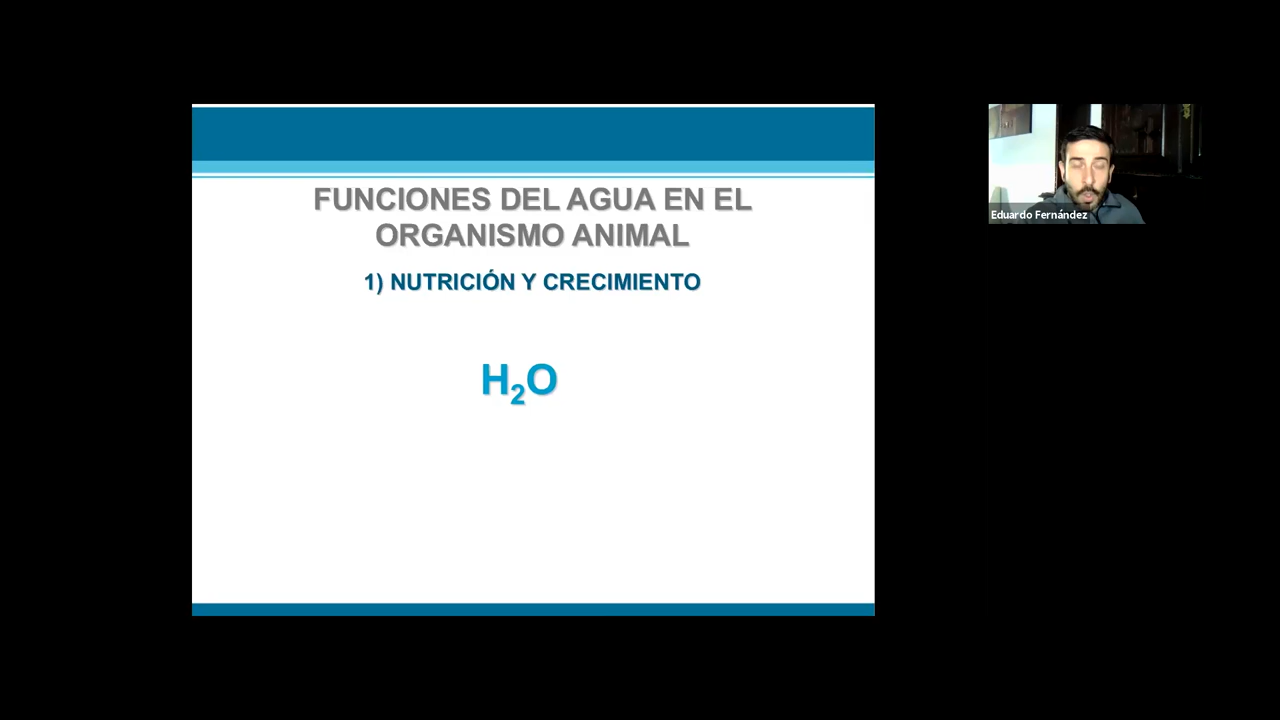 FUNCIONES DEL AGUA EN EL
ORGANISMO ANIMAL
1) NUTRICIÓN Y CRECIMIENTO
H₂O
Eduardo Fernández